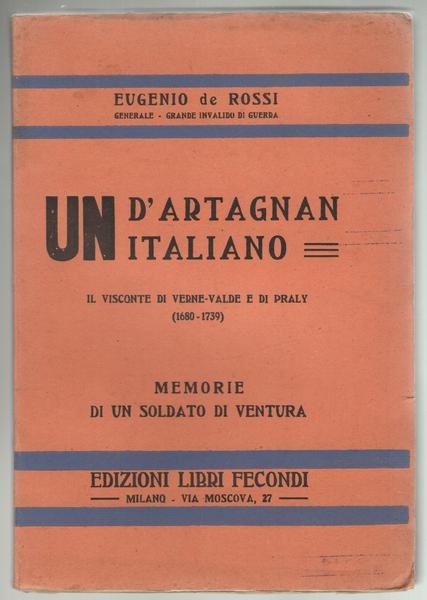 EUGENIO de ROSSI
GENERALE - GRANDE INVALIDO DI GUERRA
UN D'ARTAGNAN
ITALIANO
IL VISCONTE DI VERNE-VALDE E DI PRALY
(1680-1739)
MEMORIE
DI UN SOLDATO DI VENTURA
EDIZIONI LIBRI FECONDI
MILANO - VIA MOSCOVA, 27